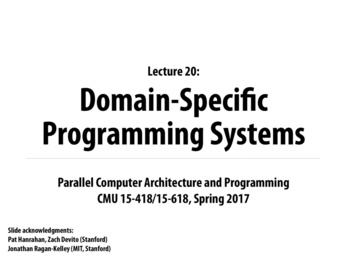 Lecture 20:
Domain-Specific
Programming Systems
Parallel Computer Architecture and Programming
CMU 15-418/15-618, Spring 2017
Slide acknowledgments:
Pat Hanrahan, Zach Devito (Stanford)
Jonathan Ragan-Kelley (MIT, Stanford)